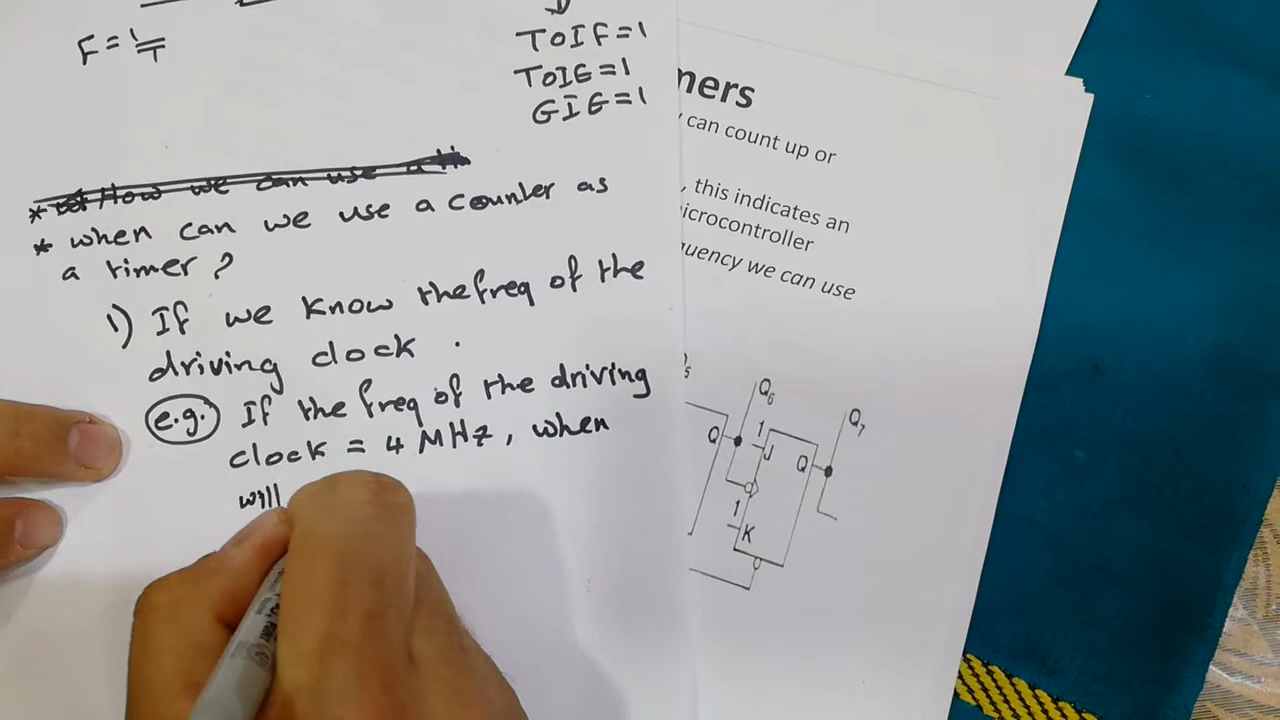 F = 1/T
T0IF=1
T0IE=1
GIE=1
* How we can use a ti
* when can we use a counter as
a timer?
1) If we know the freq of the
driving clock.
e.g. If the freq of the driving
clock = 4 MHz, when
will
mers
can count up or
, this indicates an
icrocontroller
quency we can use
Q6
Q7
Q
1
J
Q
1
K